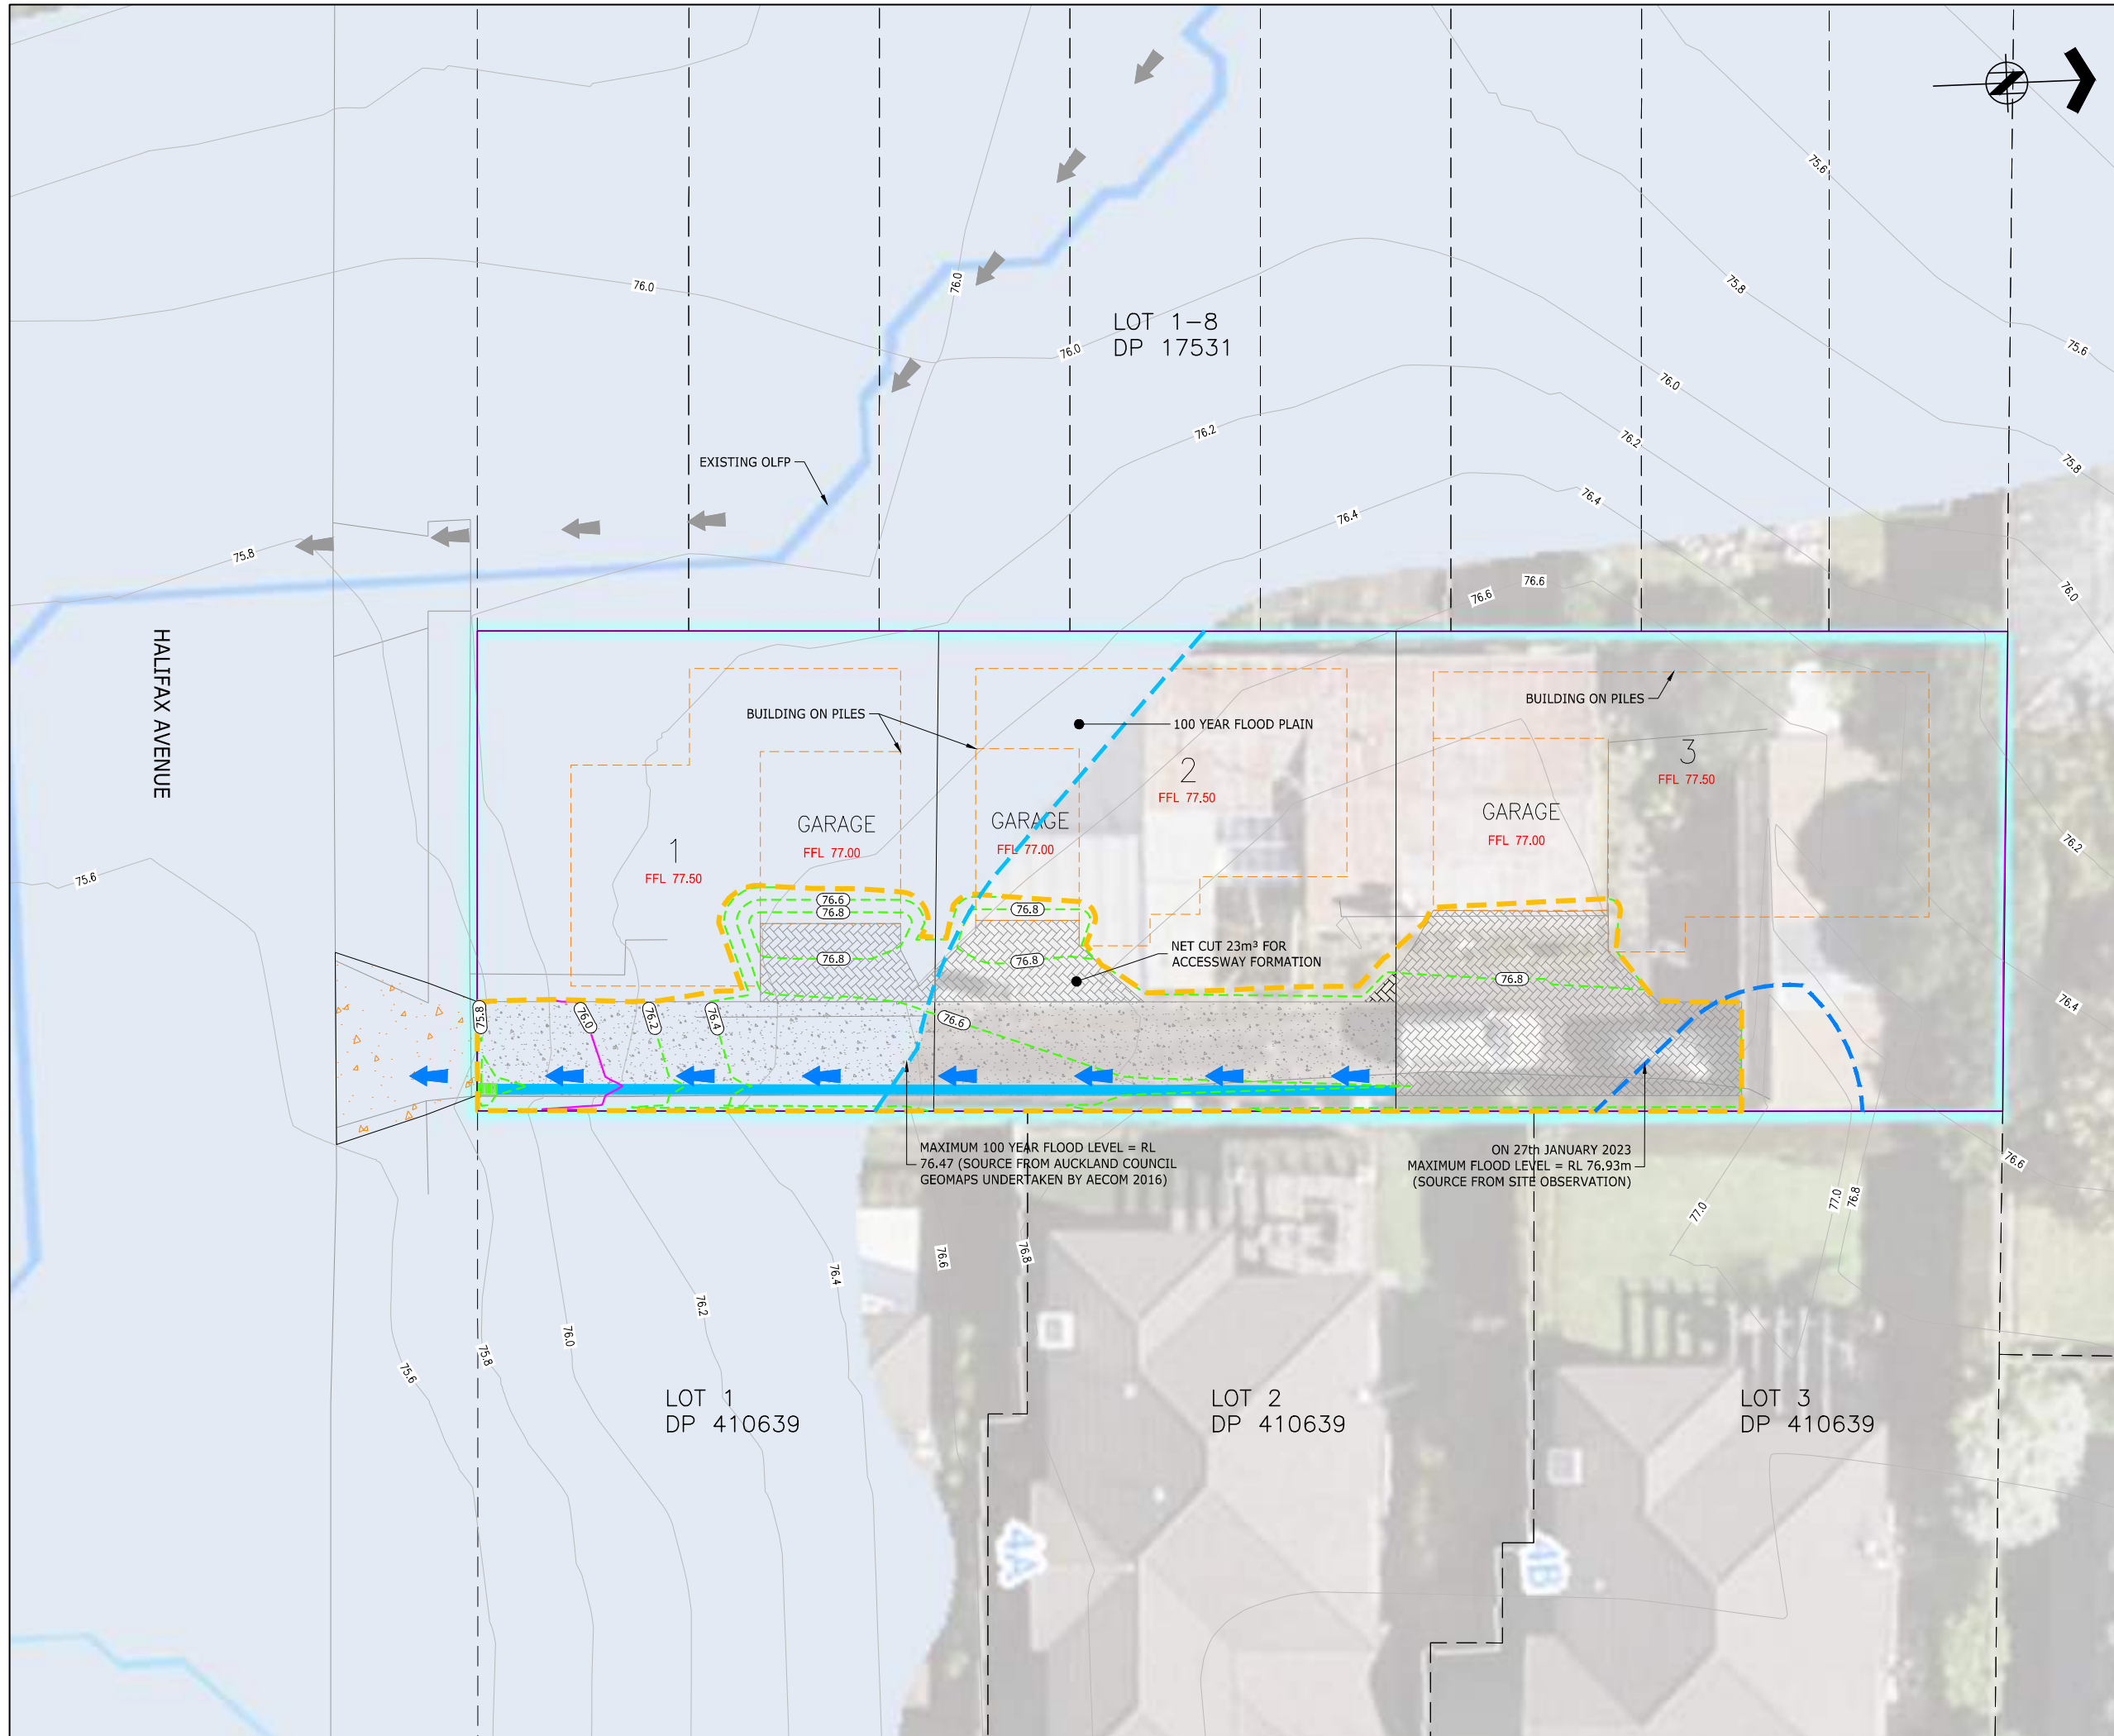 75.6
75.8
75.6
76.0
76.0
LOT 1-8
DP 17531
76.0
76.0
76.2
76.2
75.8
76.4
76.4
EXISTING OLFP
75.8
76.6
76.6
76.0
HALIFAX AVENUE
BUILDING ON PILES
BUILDING ON PILES
100 YEAR FLOOD PLAIN
2
FFL 77.50
3
FFL 77.50
GARAGE
FFL 77.00
GARAGE
FFL 77.00
GARAGE
FFL 77.00
1
FFL 77.50
76.2
75.6
76.6
76.8
76.8
76.8
76.8
NET CUT 23m³ FOR
ACCESSWAY FORMATION
76.8
76.4
75.8
76.0
76.2
76.4
76.6
MAXIMUM 100 YEAR FLOOD LEVEL = RL
76.47 (SOURCE FROM AUCKLAND COUNCIL
GEOMAPS UNDERTAKEN BY AECOM 2016)
ON 27th JANUARY 2023
MAXIMUM FLOOD LEVEL = RL 76.93m
(SOURCE FROM SITE OBSERVATION)
76.6
77.0
77.0
76.8
76.6
76.8
76.4
76.2
76.0
75.8
75.6
LOT 1
DP 410639
LOT 2
DP 410639
LOT 3
DP 410639
4A
4B